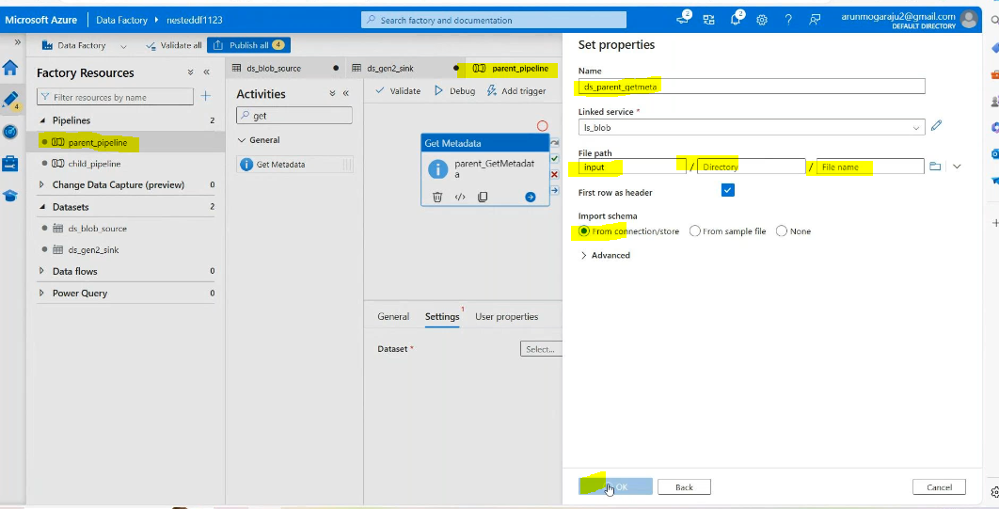 Microsoft Azure | Data Factory > nesteddf1123
Search factory and documentation
2
2
arunmogaraju2@gmail.com
DEFAULT DIRECTORY
Data Factory
Validate all
Publish all 4
Factory Resources
Filter resources by name
Pipelines 2
parent_pipeline
child_pipeline
Change Data Capture (preview) 0
Datasets 2
ds_blob_source
ds_gen2_sink
Data flows 0
Power Query 0
ds_blob_source
ds_gen2_sink
parent_pipeline
Activities
get
General
Get Metadata
Validate
Debug
Add trigger
Get Metadata
parent_GetMetadat
a
General
Settings 1
User properties
Dataset *
Select...
Set properties
Name
ds_parent_getmeta
Linked service *
ls_blob
File path
input / Directory / File name
First row as header
Import schema
From connection/store
From sample file
None
Advanced
OK
Back
Cancel